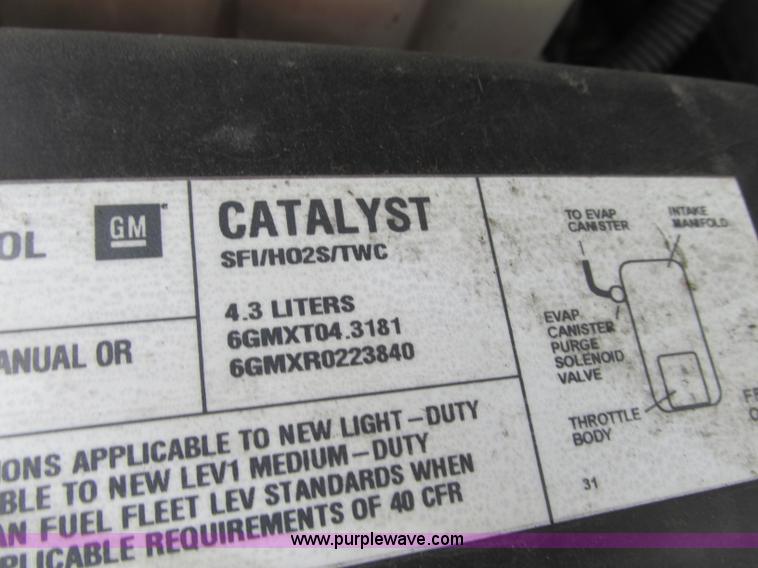 OL
GM
ANUAL OR
CATALYST
SFI/HO2S/TWC
4.3 LITERS
6GMXT04.3181
6GMXR0223840
TO EVAP
CANISTER
INTAKE
MANIFOLD
EVAP
CANISTER
PURGE
SOLENOID
VALVE
THROTTLE
BODY
31
FR
O
IONS APPLICABLE TO NEW LIGHT-DUTY
BLE TO NEW LEV1 MEDIUM-DUTY
AN FUEL FLEET LEV STANDARDS WHEN
PLICABLE REQUIREMENTS OF 40 CFR
www.purplewave.com